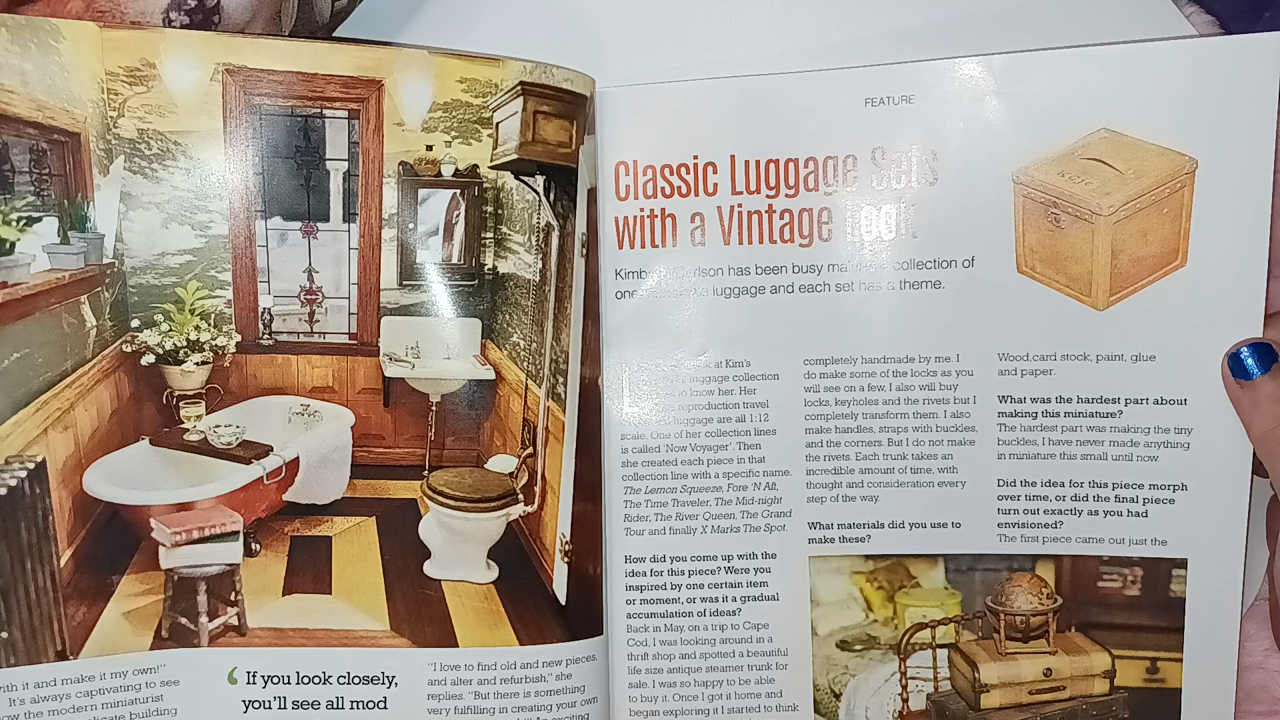 with it and make it my own!"
It's always captivating to see
how the modern miniaturist
delicate building
‘ If you look closely,
you'll see all mod
"I love to find old and new pieces,
and alter and refurbish," she
replies. "But there is something
very fulfilling in creating your own
An exciting
FEATURE
Classic Luggage Sets
with a Vintage Look
has been busy making collection of
luggage and each set has a theme.
at Kim's
luggage collection
to know her. Her
reproduction travel
luggage are all 1:12
scale. One of her collection lines
is called 'Now Voyager'. Then
she created each piece in that
collection line with a specific name.
The Lemon Squeeze, Fore 'N Aft,
The Time Traveler, The Mid-night
Rider, The River Queen, The Grand
Tour and finally X Marks The Spot.
How did you come up with the
idea for this piece? Were you
inspired by one certain item
or moment, or was it a gradual
accumulation of ideas?
Back in May, on a trip to Cape
Cod, I was looking around in a
thrift shop and spotted a beautiful
life size antique steamer trunk for
sale. I was so happy to be able
to buy it. Once I got it home and
began exploring it I started to think
completely handmade by me. I
do make some of the locks as you
will see on a few, I also will buy
locks, keyholes and the rivets but I
completely transform them. I also
make handles, straps with buckles,
and the corners. But I do not make
the rivets. Each trunk takes an
incredible amount of time, with
thought and consideration every
step of the way.
What materials did you use to
make these?
Wood,card stock, paint, glue
and paper.
What was the hardest part about
making this miniature?
The hardest part was making the tiny
buckles, I have never made anything
in miniature this small until now.
Did the idea for this piece morph
over time, or did the final piece
turn out exactly as you had
envisioned?
The first piece came out just the